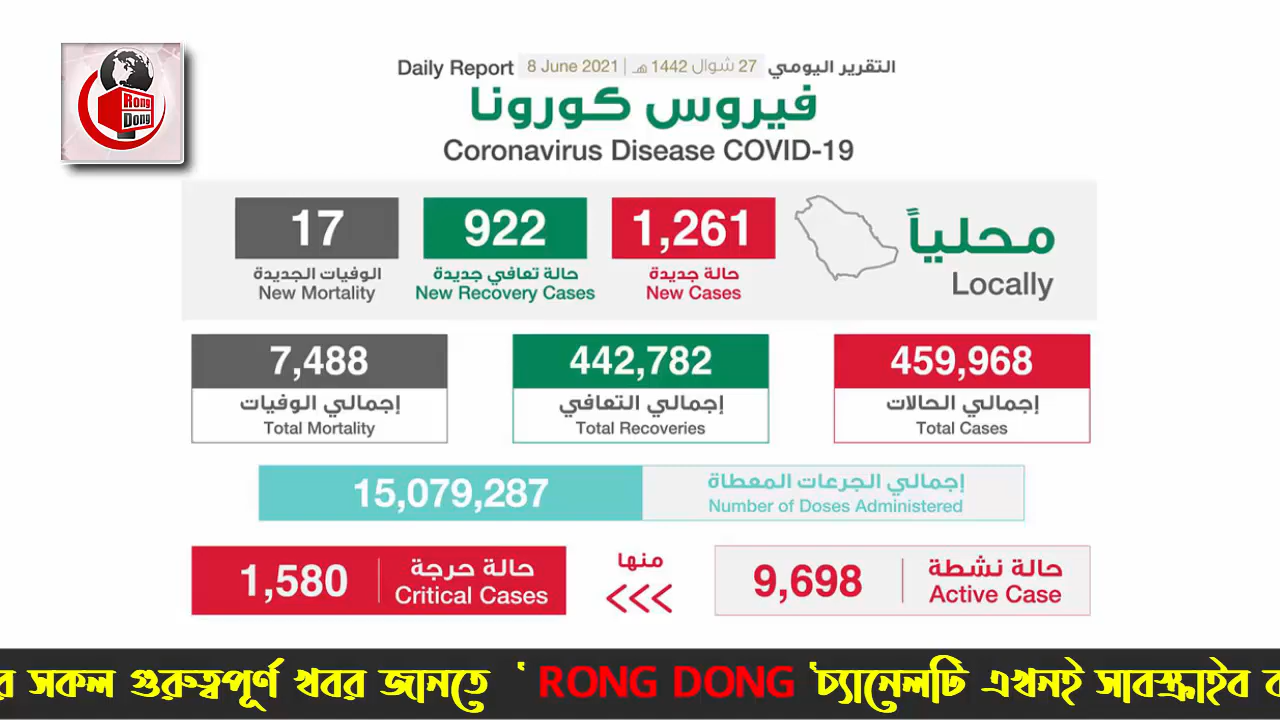 Rong
Dong
Daily Report 8 June 2021 | 27 شوال 1442 هـ التقرير اليومي
فيروس كورونا
Coronavirus Disease COVID-19
17 922 1,261 محلياً
الوفيات الجديدة حالة تعافي جديدة حالة جديدة
New Mortality New Recovery Cases New Cases Locally
7,488 442,782 459,968
إجمالي الوفيات إجمالي التعافي إجمالي الحالات
Total Mortality Total Recoveries Total Cases
15,079,287 إجمالي الجرعات المعطاة
Number of Doses Administered
1,580 حالة حرجة منها 9,698 حالة نشطة
Critical Cases <<< Active Case
র সকল গুরুত্বপূর্ণ খবর জানতে ' RONG DONG 'চ্যানেলটি এখনই সাবস্ক্রাইব ক